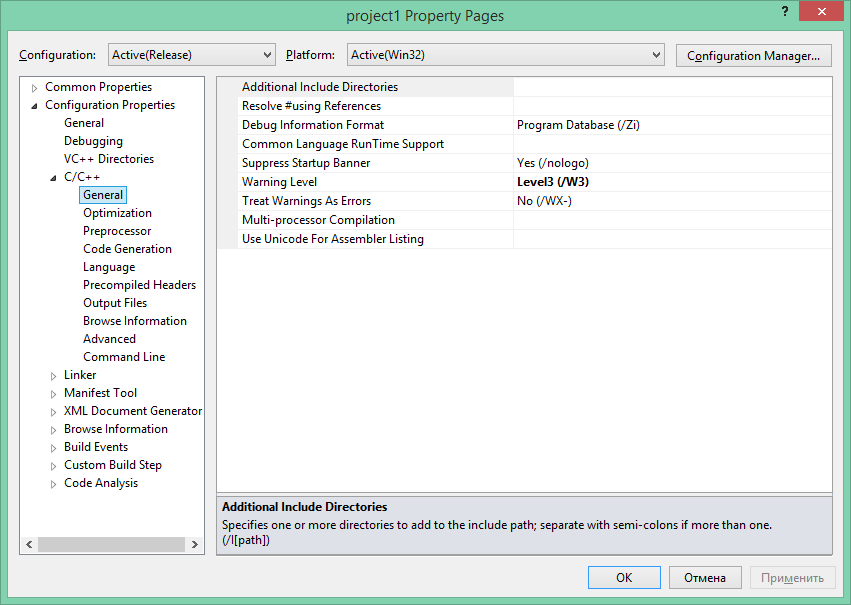 project1 Property Pages
?
Configuration: Active(Release) Platform: Active(Win32) Configuration Manager...
Common Properties
Configuration Properties
General
Debugging
VC++ Directories
C/C++
General
Optimization
Preprocessor
Code Generation
Language
Precompiled Headers
Output Files
Browse Information
Advanced
Command Line
Linker
Manifest Tool
XML Document Generator
Browse Information
Build Events
Custom Build Step
Code Analysis
Additional Include Directories
Resolve #using References
Debug Information Format Program Database (/Zi)
Common Language RunTime Support
Suppress Startup Banner Yes (/nologo)
Warning Level Level3 (/W3)
Treat Warnings As Errors No (/WX-)
Multi-processor Compilation
Use Unicode For Assembler Listing
Additional Include Directories
Specifies one or more directories to add to the include path; separate with semi-colons if more than one.
(/I[path])
OK Отмена Применить